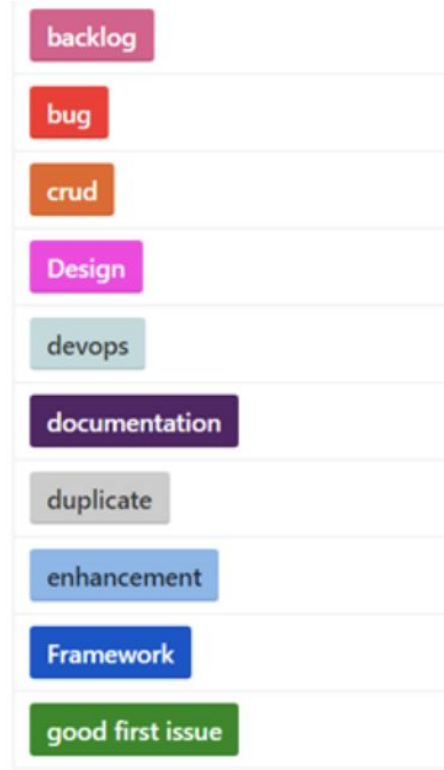 backlog
bug
crud
Design
devops
documentation
duplicate
enhancement
Framework
good first issue